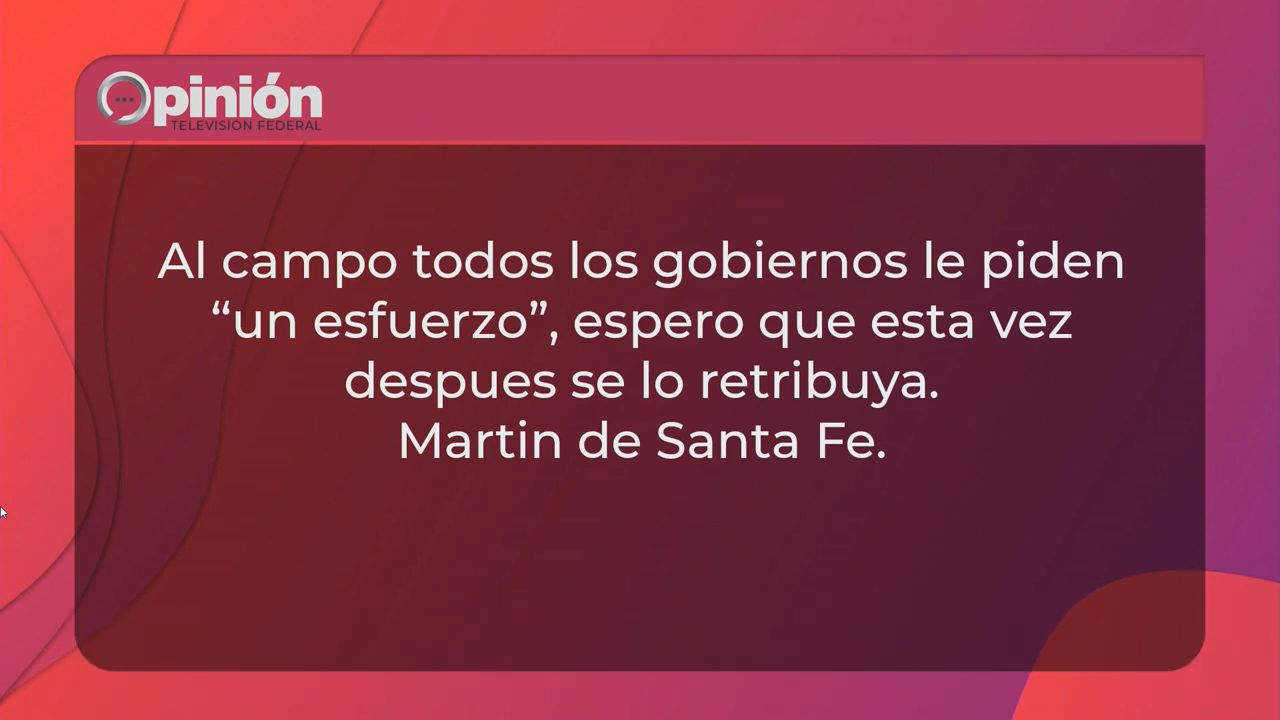 Opinión
TELEVISIÓN FEDERAL
Al campo todos los gobiernos le piden
“un esfuerzo”, espero que esta vez
despues se lo retribuya.
Martin de Santa Fe.